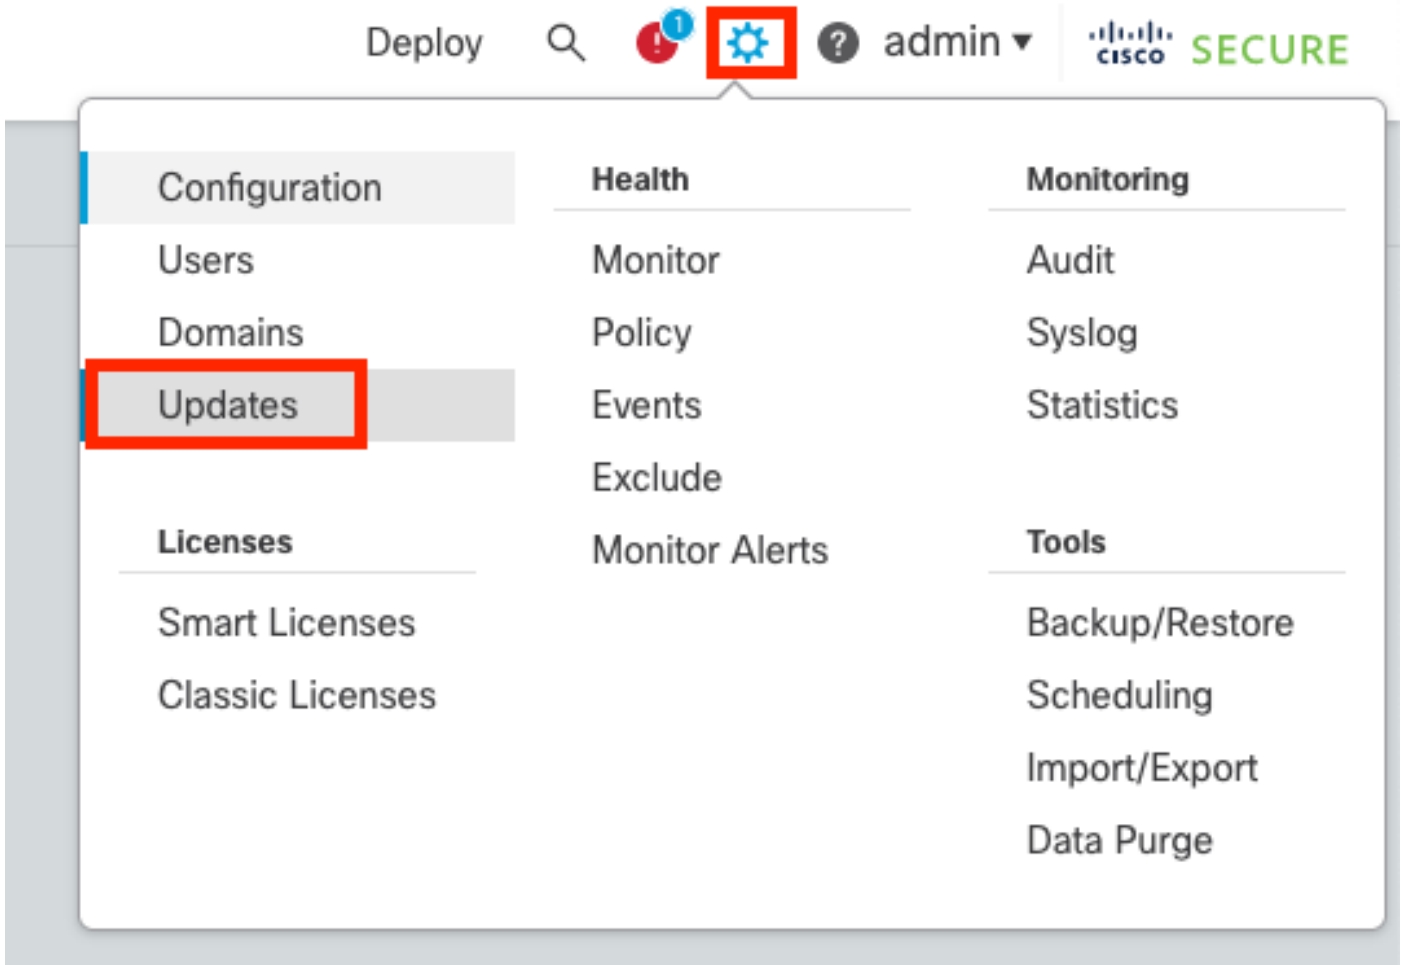 Deploy 1 ! ? admin cisco SECURE
Configuration
Users
Domains
Updates
Licenses
Smart Licenses
Classic Licenses
Health
Monitor
Policy
Events
Exclude
Monitor Alerts
Monitoring
Audit
Syslog
Statistics
Tools
Backup/Restore
Scheduling
Import/Export
Data Purge